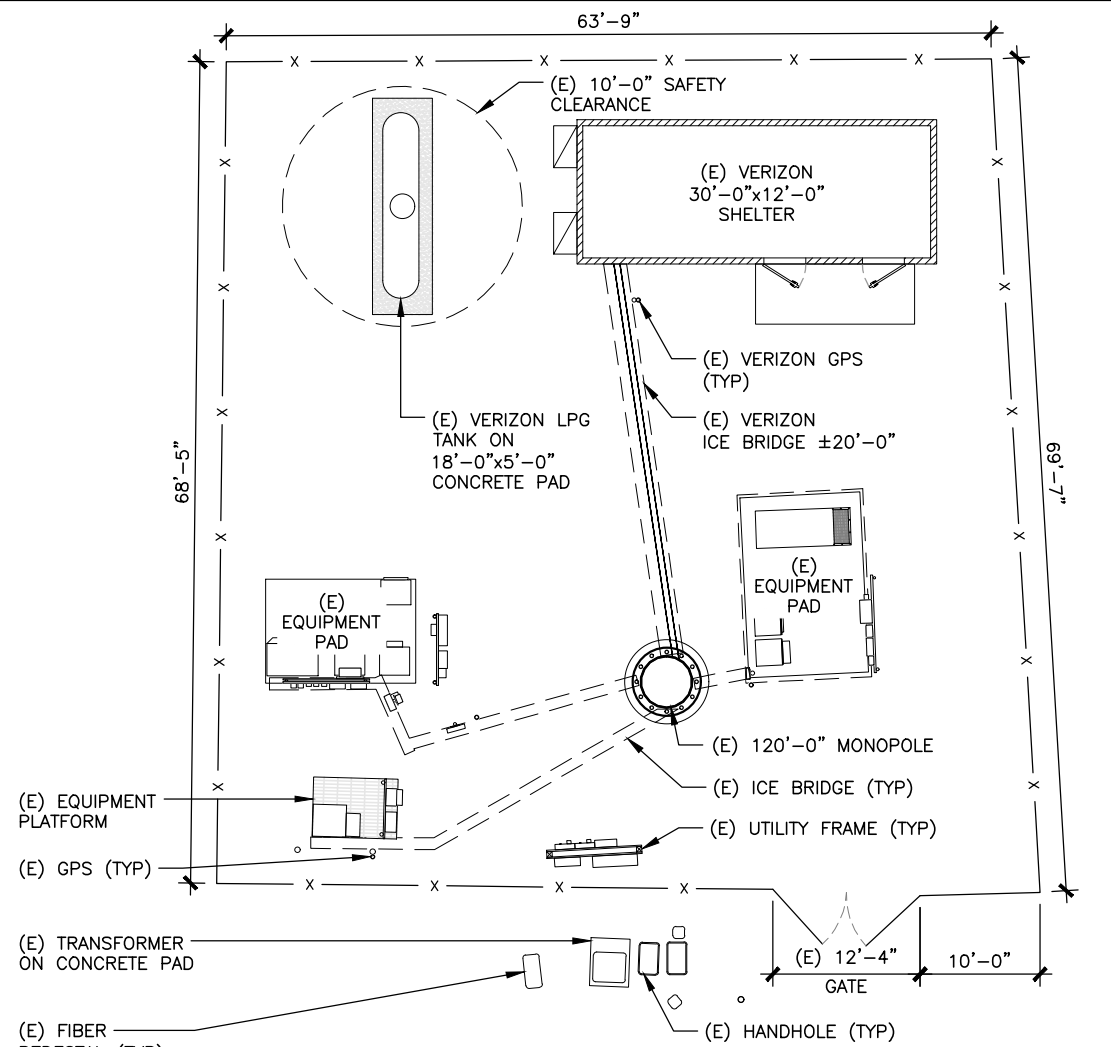 63'-9"
(E) 10'-0" SAFETY
CLEARANCE
(E) VERIZON
30'-0"x12'-0"
SHELTER
(E) VERIZON GPS
(TYP)
(E) VERIZON
ICE BRIDGE ±20'-0"
(E) VERIZON LPG
TANK ON
18'-0"x5'-0"
CONCRETE PAD
68'-5"
69'-7"
(E)
EQUIPMENT
PAD
(E)
EQUIPMENT
PAD
(E) 120'-0" MONOPOLE
(E) ICE BRIDGE (TYP)
(E) EQUIPMENT
PLATFORM
(E) UTILITY FRAME (TYP)
(E) GPS (TYP)
(E) TRANSFORMER
ON CONCRETE PAD
(E) 12'-4"
GATE
10'-0"
(E) FIBER
(E) HANDHOLE (TYP)